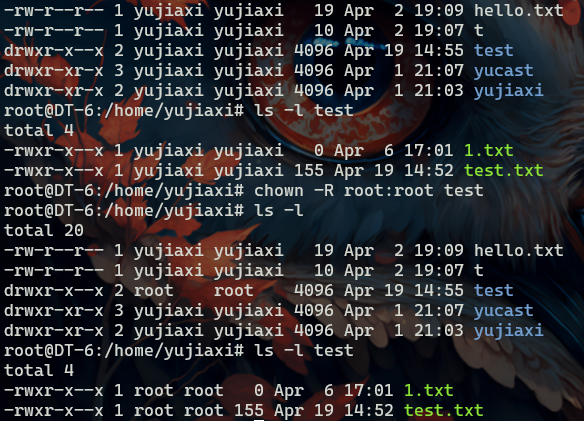 -rw-r--r-- 1 yujiaxi yujiaxi   19 Apr  2 19:09 hello.txt
-rw-r--r-- 1 yujiaxi yujiaxi   10 Apr  2 19:07 t
drwxr-x--x 2 yujiaxi yujiaxi 4096 Apr 19 14:55 test
drwxr-xr-x 3 yujiaxi yujiaxi 4096 Apr  1 21:07 yucast
drwxr-xr-x 2 yujiaxi yujiaxi 4096 Apr  1 21:03 yujiaxi
root@DT-6:/home/yujiaxi# ls -l test
total 4
-rwxr-x--x 1 yujiaxi yujiaxi   0 Apr  6 17:01 1.txt
-rwxr-x--x 1 yujiaxi yujiaxi 155 Apr 19 14:52 test.txt
root@DT-6:/home/yujiaxi# chown -R root:root test
root@DT-6:/home/yujiaxi# ls -l
total 20
-rw-r--r-- 1 yujiaxi yujiaxi   19 Apr  2 19:09 hello.txt
-rw-r--r-- 1 yujiaxi yujiaxi   10 Apr  2 19:07 t
drwxr-x--x 2 root    root    4096 Apr 19 14:55 test
drwxr-xr-x 3 yujiaxi yujiaxi 4096 Apr  1 21:07 yucast
drwxr-xr-x 2 yujiaxi yujiaxi 4096 Apr  1 21:03 yujiaxi
root@DT-6:/home/yujiaxi# ls -l test
total 4
-rwxr-x--x 1 root root   0 Apr  6 17:01 1.txt
-rwxr-x--x 1 root root 155 Apr 19 14:52 test.txt